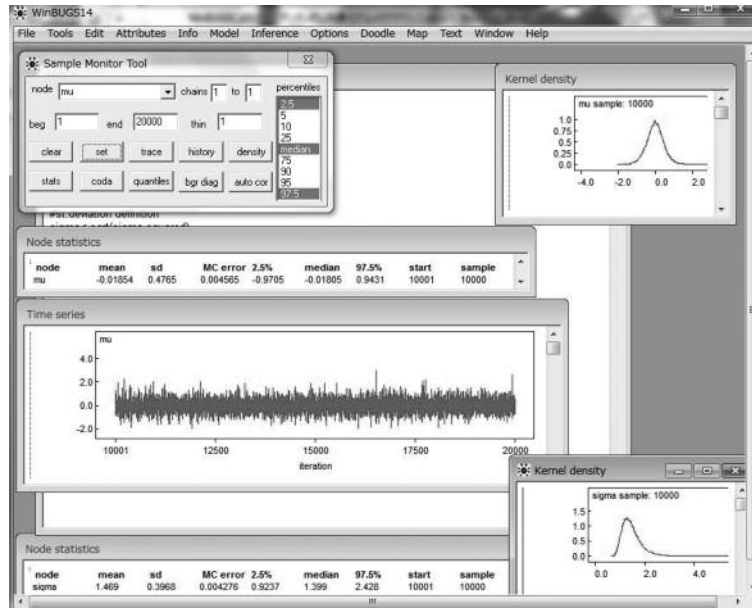 WinBUGS14
File Tools Edit Attributes Info Model Inference Options Doodle Map Text Window Help
Sample Monitor Tool
node mu chains 1 to 1 percentiles
2.5
5
10
25
median
75
90
95
97.5
beg 1 end 20000 thin 1
clear set trace history density
stats coda quantiles bgr diag auto cor
Kernel density
mu sample: 10000
1.0
0.75
0.5
0.25
0.0
-4.0 -2.0 0.0 2.0
#st.deviation definition
Node statistics
node mean sd MC error 2.5% median 97.5% start sample
mu -0.01854 0.4765 0.004565 -0.9705 -0.01805 0.9431 10001 10000
Time series
mu
4.0
2.0
0.0
-2.0
10001 12500 15000 17500 20000
iteration
Kernel density
sigma sample: 10000
1.5
1.0
0.5
0.0
0.0 2.0 4.0
Node statistics
node mean sd MC error 2.5% median 97.5% start sample
sigma 1.469 0.3968 0.004276 0.9237 1.399 2.428 10001 10000